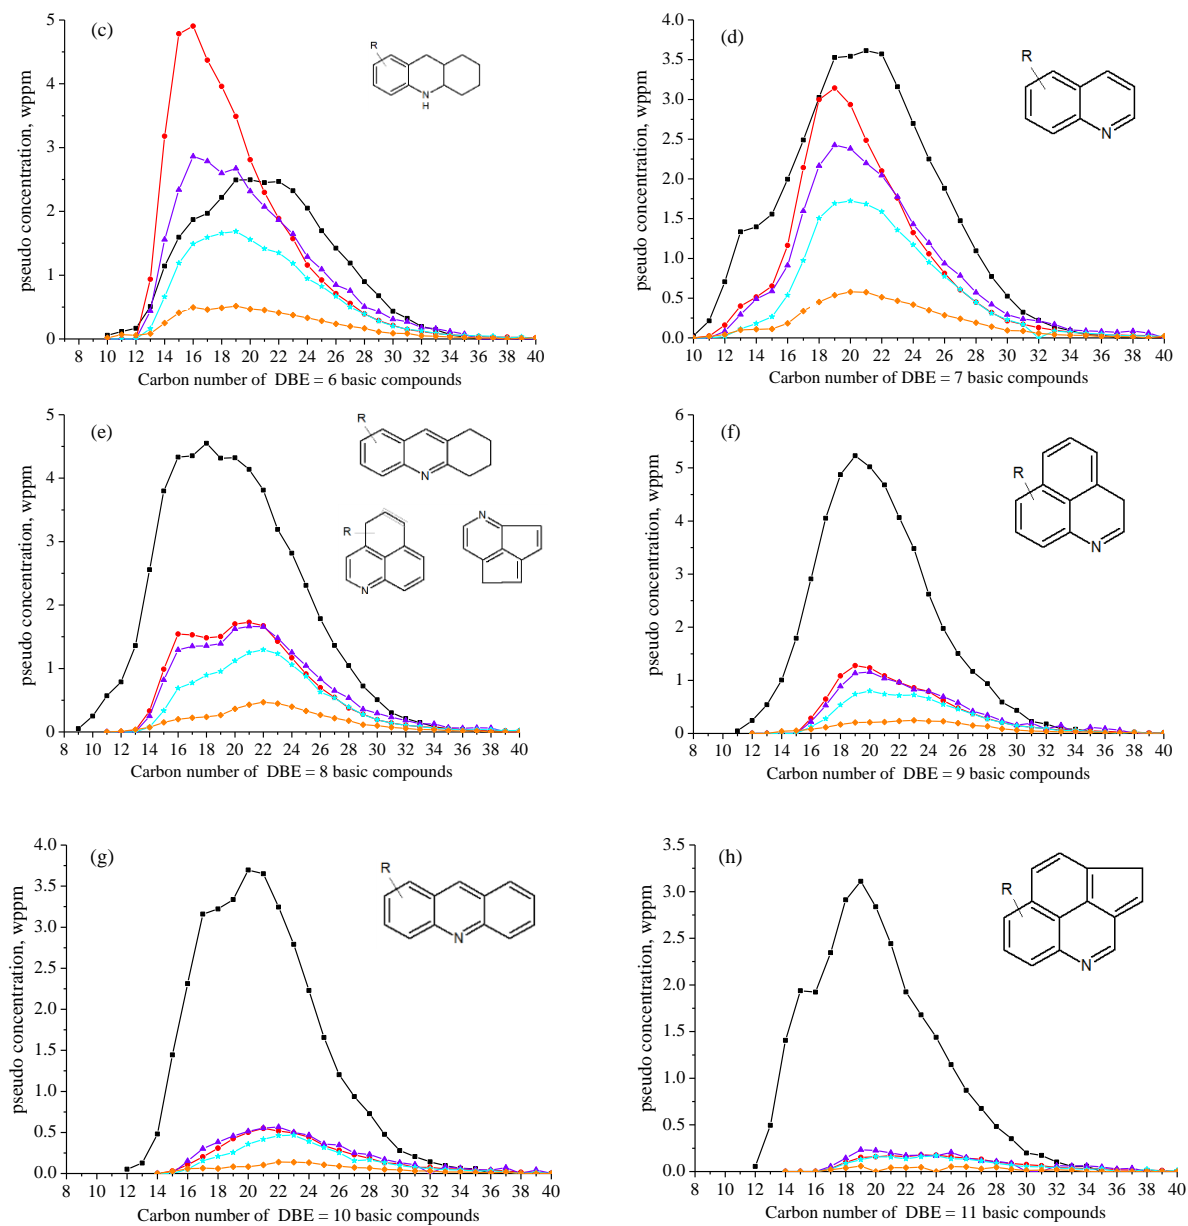 (c)
R
N
H
5
4
3
2
1
0
pseudo concentration, wppm
8 10 12 14 16 18 20 22 24 26 28 30 32 34 36 38 40
Carbon number of DBE = 6 basic compounds
(d)
R
N
4.0
3.5
3.0
2.5
2.0
1.5
1.0
0.5
0.0
pseudo concentration, wppm
10 12 14 16 18 20 22 24 26 28 30 32 34 36 38 40
Carbon number of DBE = 7 basic compounds
(e)
R
N
R
N
N
5
4
3
2
1
0
pseudo concentration, wppm
8 10 12 14 16 18 20 22 24 26 28 30 32 34 36 38 40
Carbon number of DBE = 8 basic compounds
(f)
R
N
6
5
4
3
2
1
0
pseudo concentration, wppm
8 10 12 14 16 18 20 22 24 26 28 30 32 34 36 38 40
Carbon number of DBE = 9 basic compounds
(g)
R
N
4.0
3.5
3.0
2.5
2.0
1.5
1.0
0.5
0.0
pseudo concentration, wppm
8 10 12 14 16 18 20 22 24 26 28 30 32 34 36 38 40
Carbon number of DBE = 10 basic compounds
(h)
R
N
3.5
3.0
2.5
2.0
1.5
1.0
0.5
0.0
pseudo concentration, wppm
8 10 12 14 16 18 20 22 24 26 28 30 32 34 36 38 40
Carbon number of DBE = 11 basic compounds